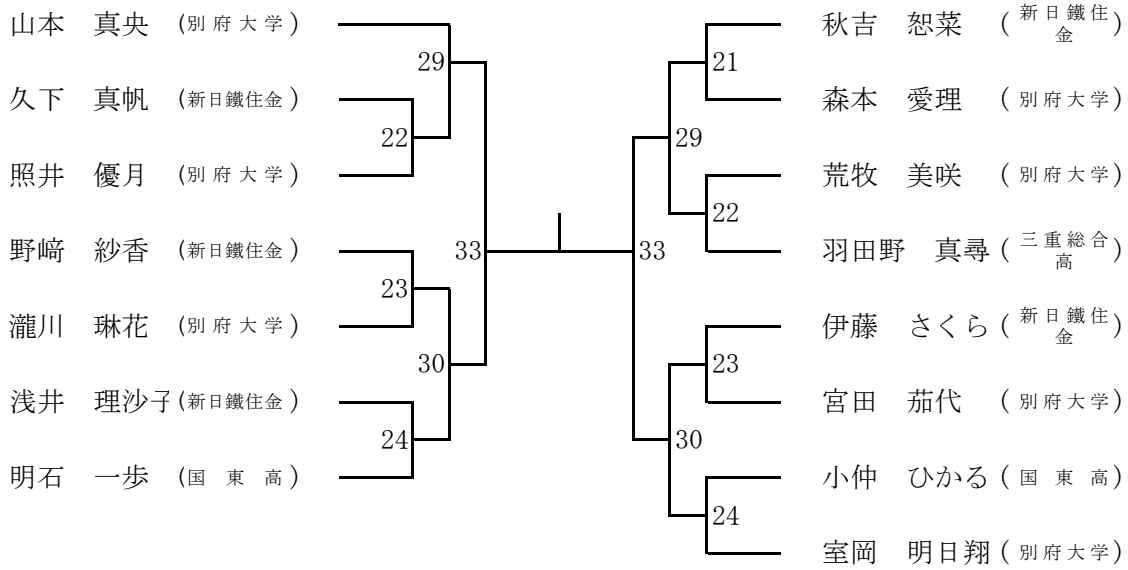 山本 真央 (別府大学)
29
久下 真帆 (新日鐵住金)
22
照井 優月 (別府大学)
野﨑 紗香 (新日鐵住金)
33
23
瀧川 琳花 (別府大学)
30
浅井 理沙子 (新日鐵住金)
24
明石 一歩 (国東高)
秋吉 恕菜 (新日鐵住
金)
21
森本 愛理 (別府大学)
29
荒牧 美咲 (別府大学)
22
羽田野 真尋 (三重総合
高)
33
伊藤 さくら (新日鐵住
金)
23
宮田 茄代 (別府大学)
30
小仲 ひかる (国東高)
24
室岡 明日翔 (別府大学)